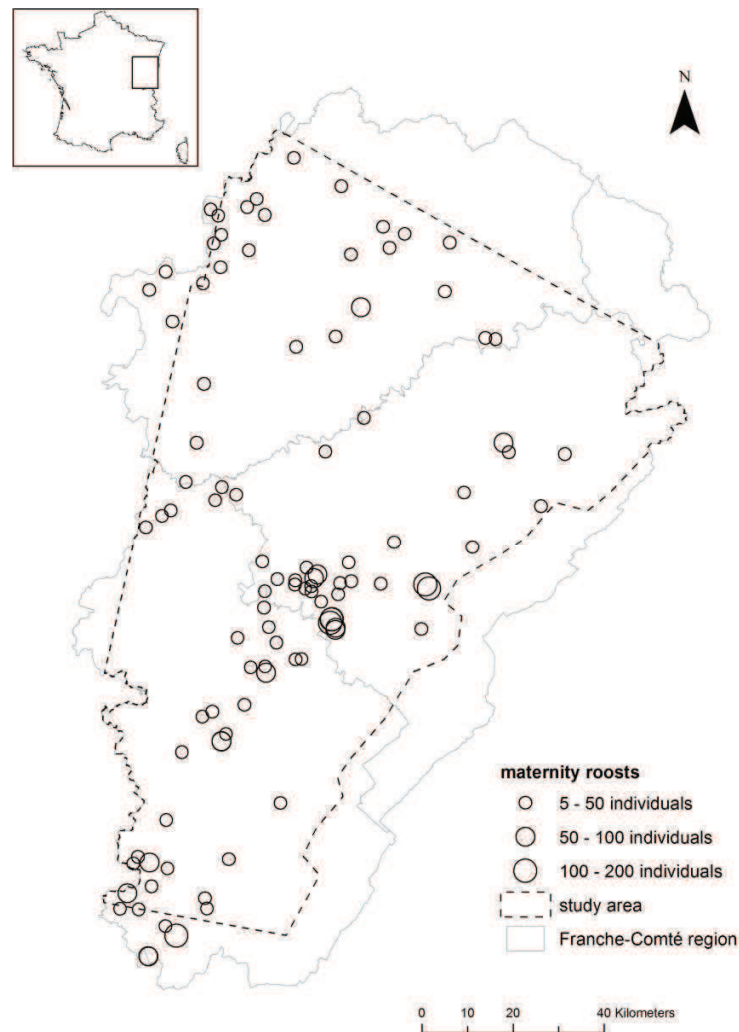 N
maternity roosts
5 - 50 individuals
50 - 100 individuals
100 - 200 individuals
study area
Franche-Comté region
0 10 20 40 Kilometers